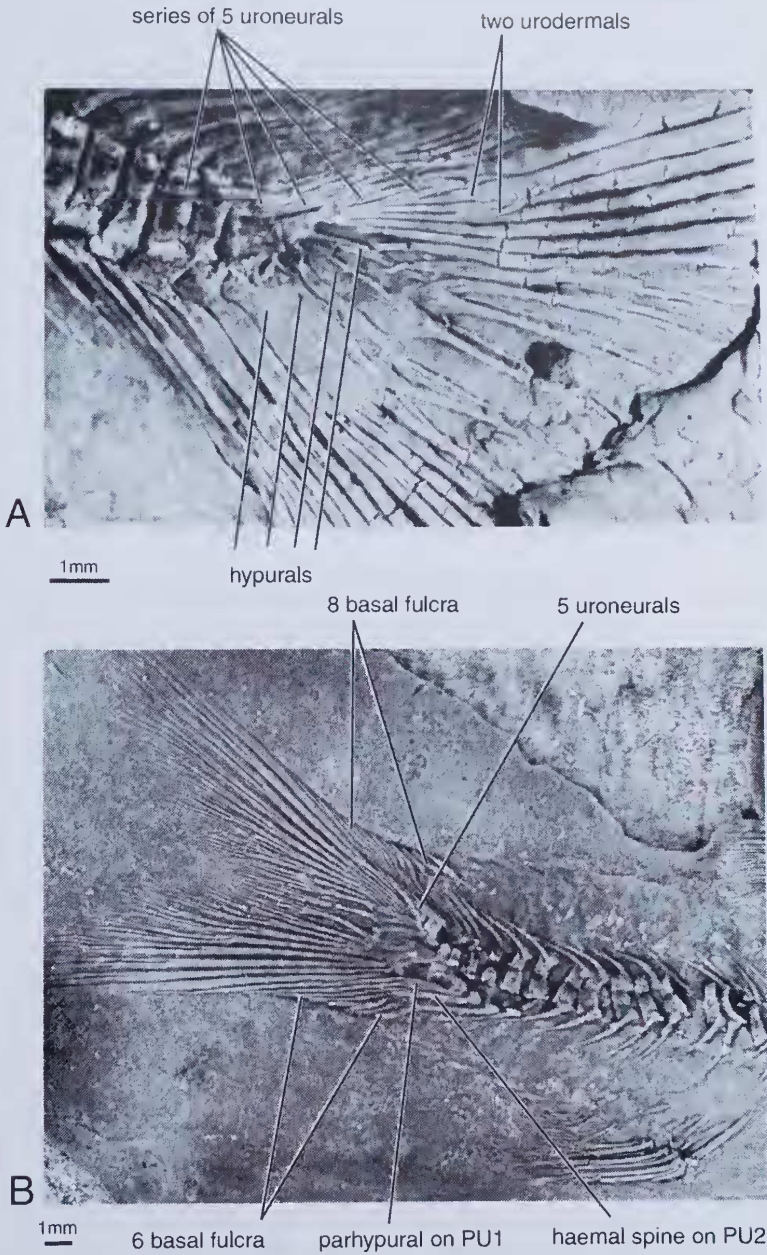 series of 5 uroneurals
two urodermals
A
1mm
hypurals
8 basal fulcra
5 uroneurals
B
1mm
6 basal fulcra
parhypural on PU1
haemal spine on PU2